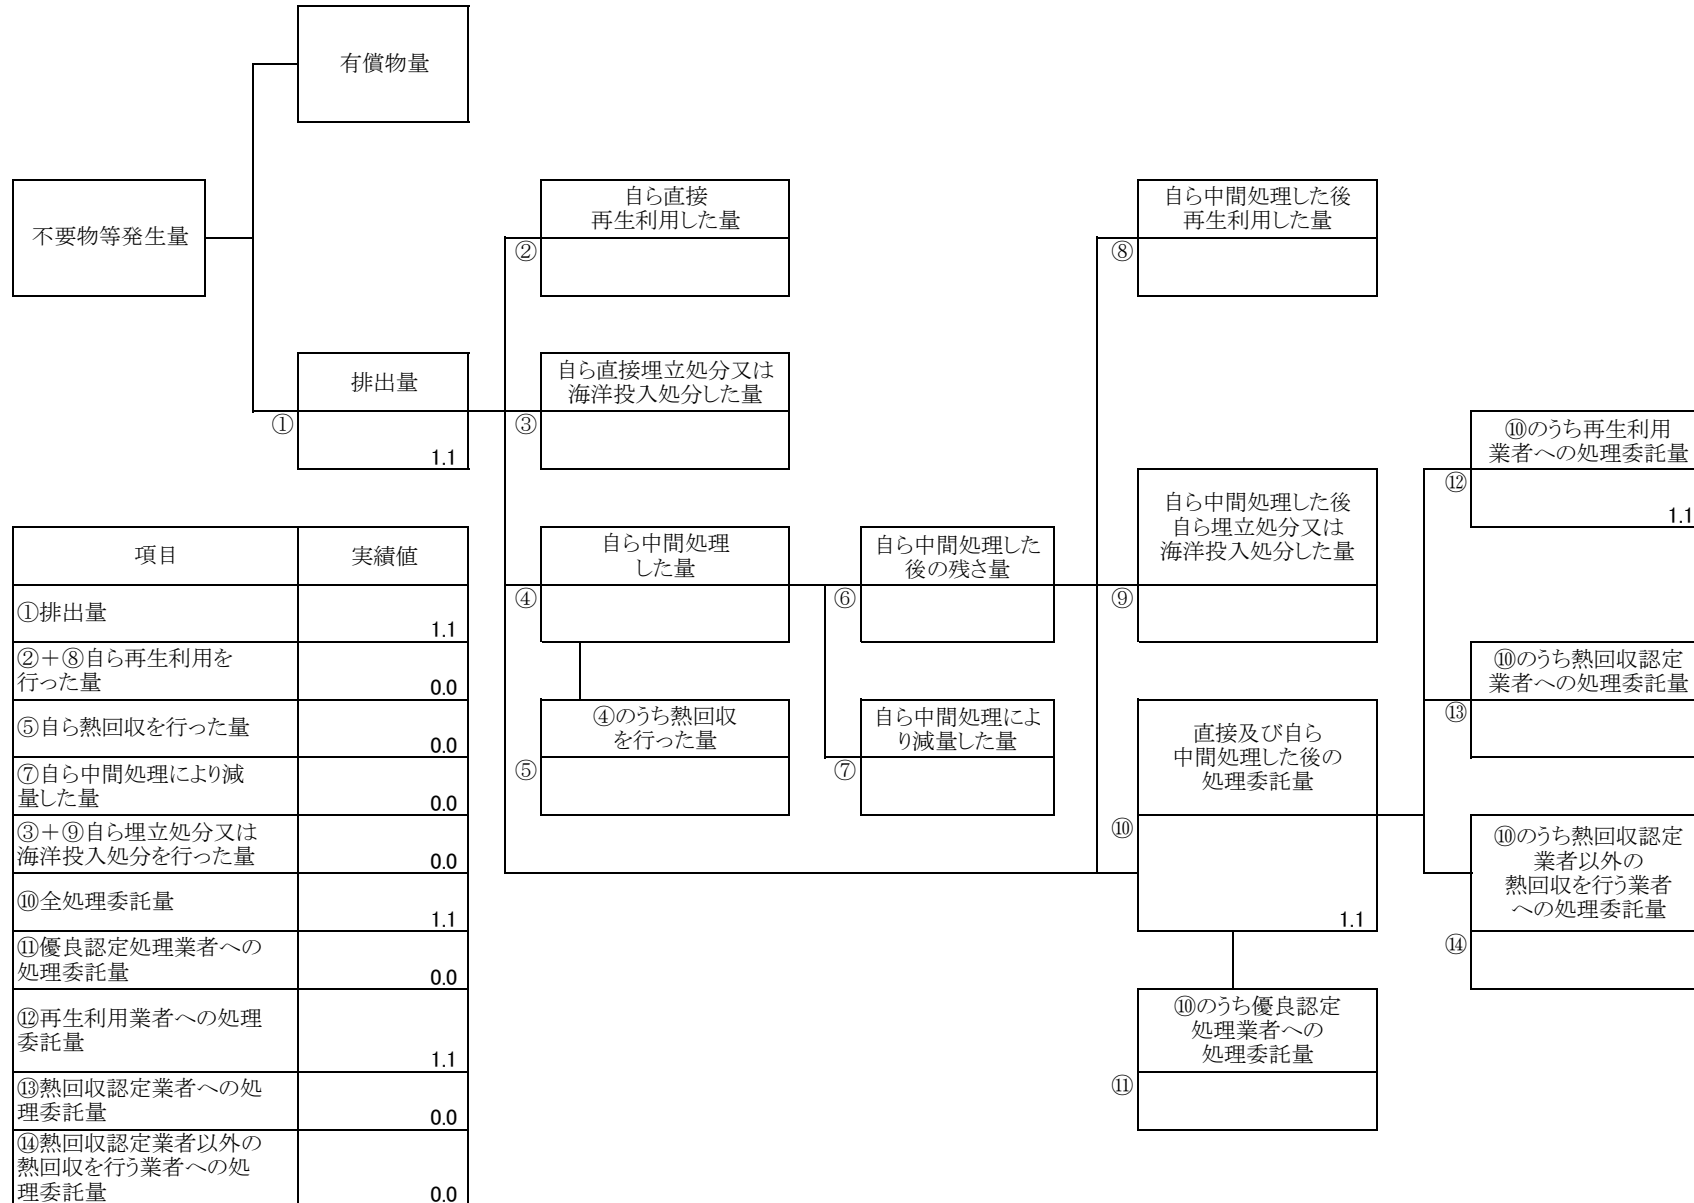 有償物量
不要物等発生量
自ら直接
再生利用した量
②
自ら中間処理した後
再生利用した量
⑧
排出量
①
1.1
自ら直接埋立処分又は
海洋投入処分した量
③
⑩のうち再生利用
業者への処理委託量
⑫
1.1
自ら中間処理した後
自ら埋立処分又は
海洋投入処分した量
⑨
自ら中間処理
した量
④
自ら中間処理した
後の残さ量
⑥
⑩のうち熱回収認定
業者への処理委託量
⑬
④のうち熱回収
を行った量
⑤
自ら中間処理によ
り減量した量
⑦
直接及び自ら
中間処理した後の
処理委託量
⑩
1.1
⑩のうち熱回収認定
業者以外の
熱回収を行う業者
への処理委託量
⑭
⑩のうち優良認定
処理業者への
処理委託量
⑪
項目 実績値
①排出量
1.1
②+⑧自ら再生利用を
行った量
0.0
⑤自ら熱回収を行った量
0.0
⑦自ら中間処理により減
量した量
0.0
③+⑨自ら埋立処分又は
海洋投入処分を行った量
0.0
⑩全処理委託量
1.1
⑪優良認定処理業者への
処理委託量
0.0
⑫再生利用業者への処理
委託量
1.1
⑬熱回収認定業者への処
理委託量
0.0
⑭熱回収認定業者以外の
熱回収を行う業者への処
理委託量
0.0